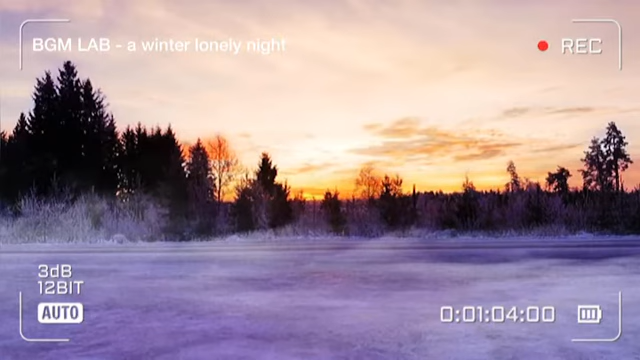 BGM LAB - a winter lonely night
REC
3dB
12BIT
AUTO
0:01:04:00